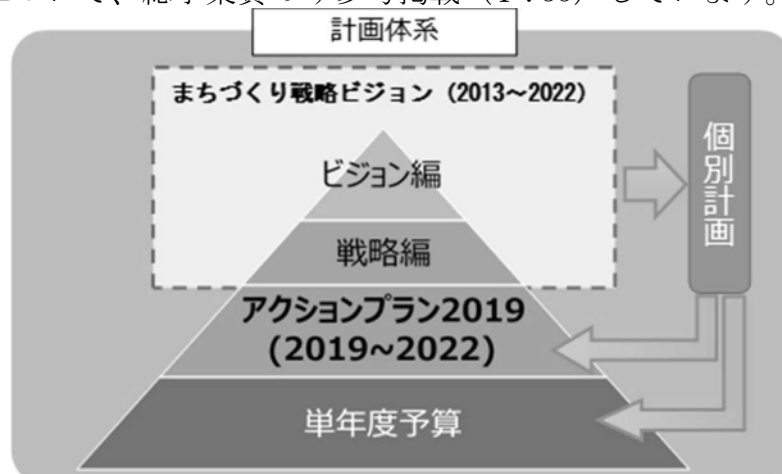 計画体系
まちづくり戦略ビジョン（2013～2022）
ビジョン編
戦略編
アクションプラン2019
(2019~2022)
単年度予算
個別計画